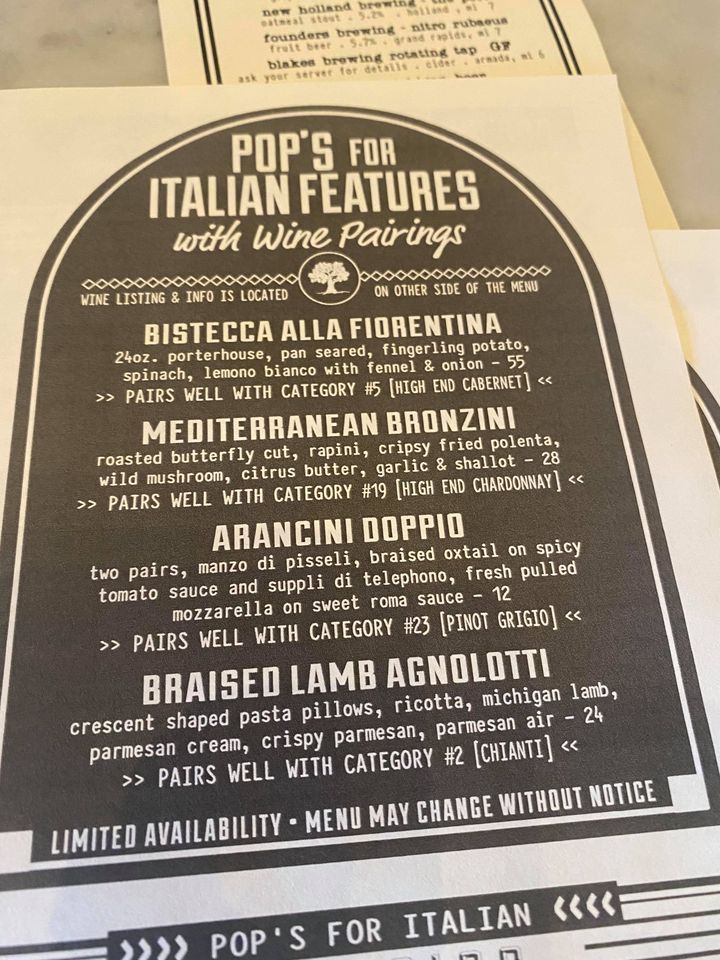 new holland brewing - the
oatmeal stout - 5.2% - holland, mi 7
founders brewing - nitro rubaeus
fruit beer - 5.7% - grand rapids, mi 7
blakes brewing rotating tap GF
ask your server for details - cider - armada, mi 6
beer
POP'S FOR
ITALIAN FEATURES
with Wine Pairings
WINE LISTING & INFO IS LOCATED ON OTHER SIDE OF THE MENU
BISTECCA ALLA FIORENTINA
24oz. porterhouse, pan seared, fingerling potato,
spinach, lemono bianco with fennel & onion - 55
>> PAIRS WELL WITH CATEGORY #5 [HIGH END CABERNET] <<
MEDITERRANEAN BRONZINI
roasted butterfly cut, rapini, cripsy fried polenta,
wild mushroom, citrus butter, garlic & shallot - 28
>> PAIRS WELL WITH CATEGORY #19 [HIGH END CHARDONNAY] <<
ARANCINI DOPPIO
two pairs, manzo di pisseli, braised oxtail on spicy
tomato sauce and suppli di telephono, fresh pulled
mozzarella on sweet roma sauce - 12
>> PAIRS WELL WITH CATEGORY #23 [PINOT GRIGIO] <<
BRAISED LAMB AGNOLOTTI
crescent shaped pasta pillows, ricotta, michigan lamb,
parmesan cream, crispy parmesan, parmesan air - 24
>> PAIRS WELL WITH CATEGORY #2 [CHIANTI] <<
LIMITED AVAILABILITY • MENU MAY CHANGE WITHOUT NOTICE
>>>> POP'S FOR ITALIAN <<<<